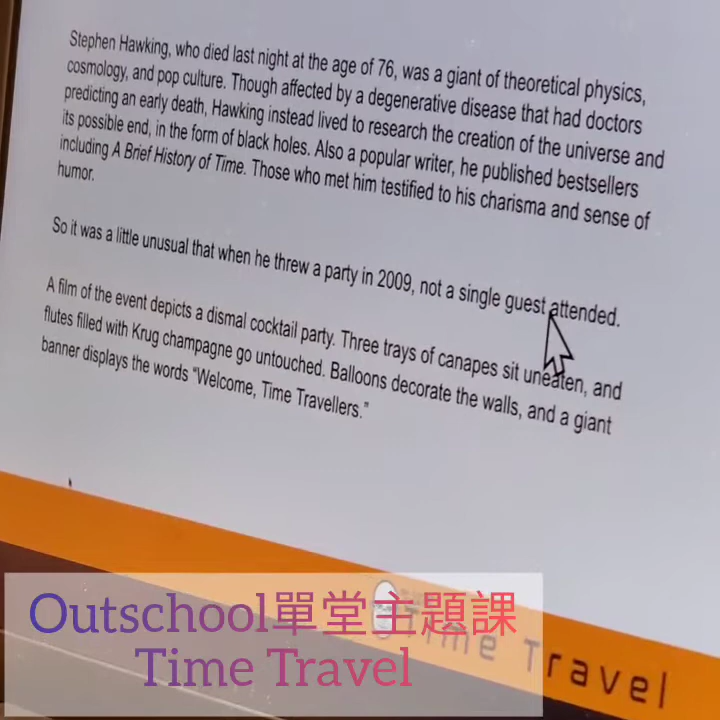 Stephen Hawking, who died last night at the age of 76, was a giant of theoretical physics,
cosmology, and pop culture. Though affected by a degenerative disease that had doctors
predicting an early death, Hawking instead lived to research the creation of the universe and
its possible end, in the form of black holes. Also a popular writer, he published bestsellers
including A Brief History of Time. Those who met him testified to his charisma and sense of
humor.
So it was a little unusual that when he threw a party in 2009, not a single guest attended.
A film of the event depicts a dismal cocktail party. Three trays of canapes sit uneaten, and
flutes filled with Krug champagne go untouched. Balloons decorate the walls, and a giant
banner displays the words “Welcome, Time Travellers.”
Outschool單堂主題課
Time Travel
Time Travel